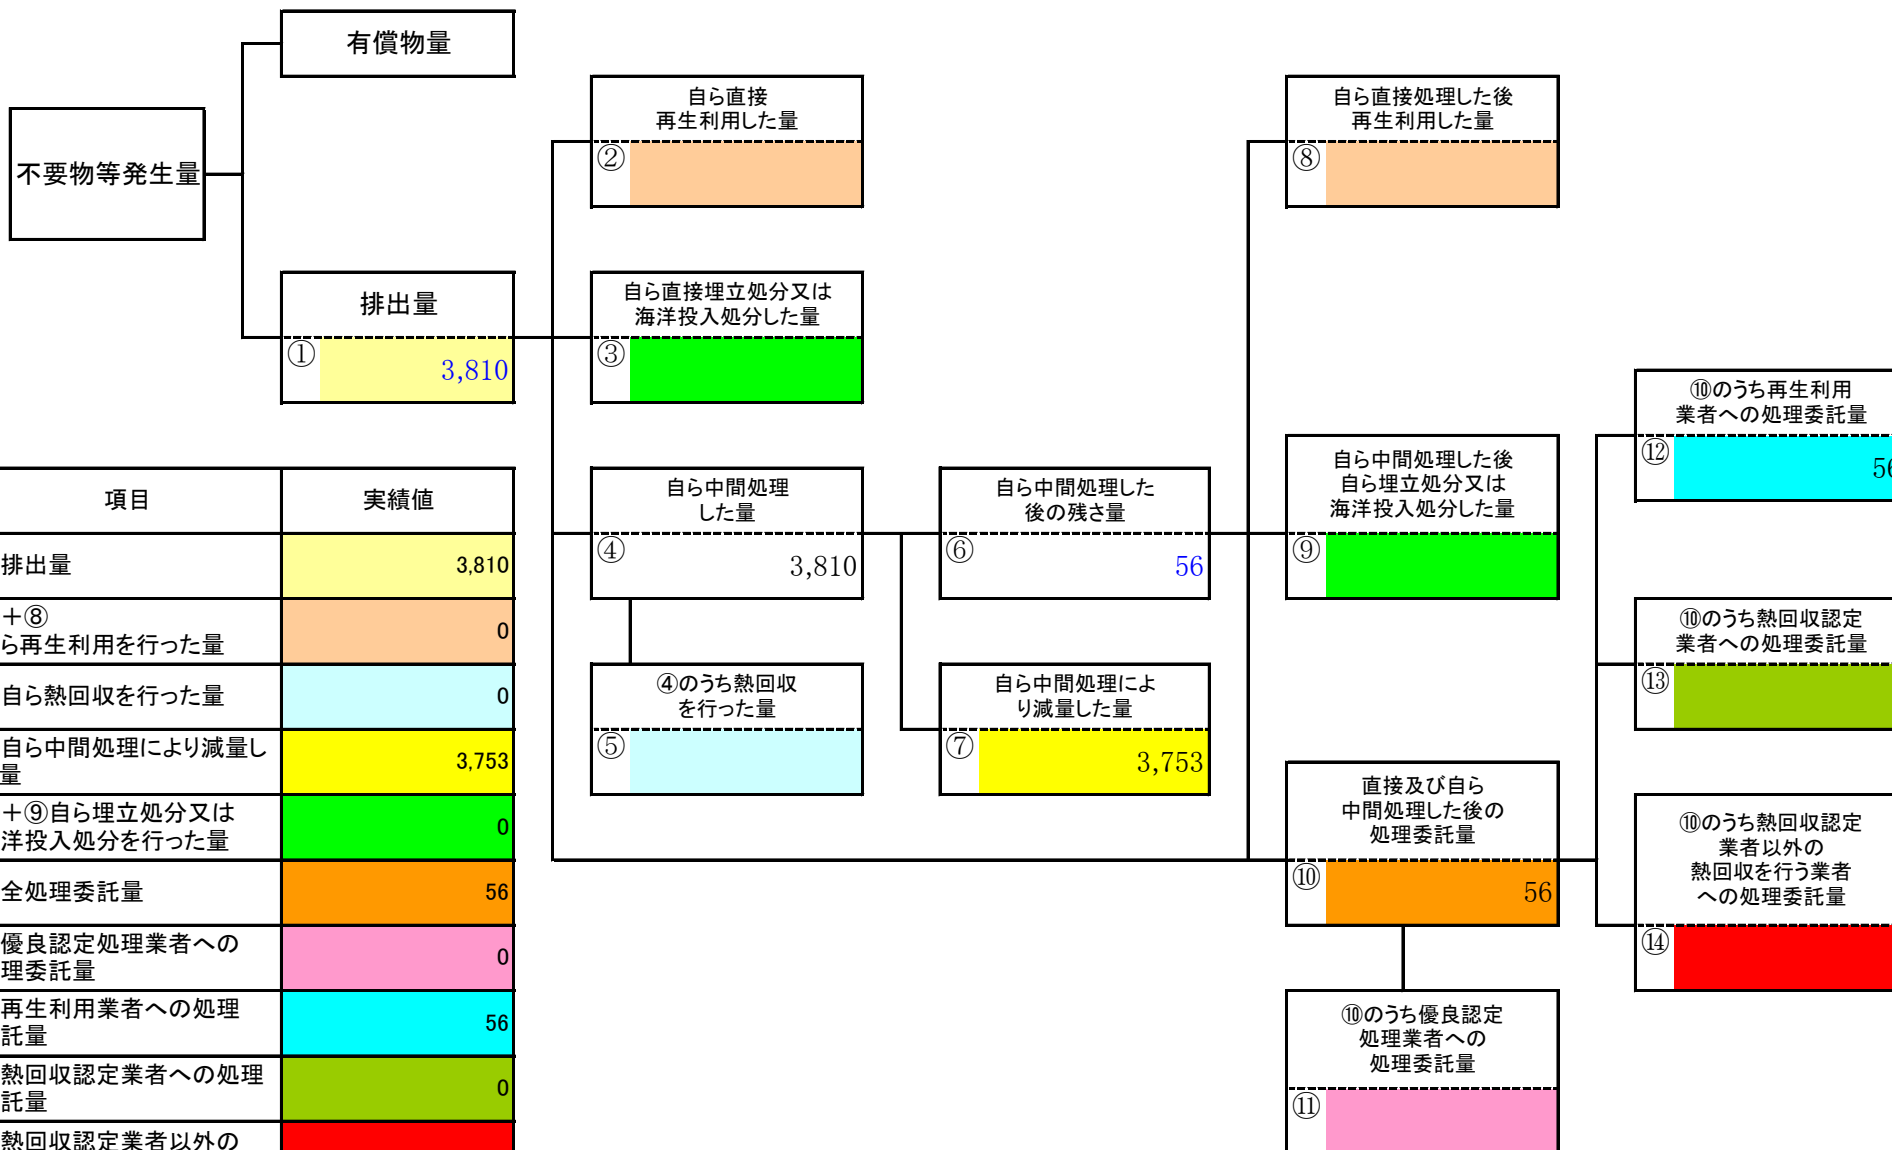 有償物量
不要物等発生量
排出量
①
3,810
自ら直接
再生利用した量
②
自ら直接埋立処分又は
海洋投入処分した量
③
自ら中間処理
した量
④
3,810
④のうち熱回収
を行った量
⑤
自ら中間処理した
後の残さ量
⑥
56
自ら中間処理によ
り減量した量
⑦
3,753
自ら直接処理した後
再生利用した量
⑧
自ら中間処理した後
自ら埋立処分又は
海洋投入処分した量
⑨
直接及び自ら
中間処理した後の
処理委託量
⑩
56
⑩のうち優良認定
処理業者への
処理委託量
⑪
⑩のうち再生利用
業者への処理委託量
⑫
56
⑩のうち熱回収認定
業者への処理委託量
⑬
⑩のうち熱回収認定
業者以外の
熱回収を行う業者
への処理委託量
⑭
項目
実績値
排出量
3,810
＋⑧
ら再生利用を行った量
0
自ら熱回収を行った量
0
自ら中間処理により減量し
量
3,753
＋⑨自ら埋立処分又は
洋投入処分を行った量
0
全処理委託量
56
優良認定処理業者への
理委託量
0
再生利用業者への処理
託量
56
熱回収認定業者への処理
託量
0
熱回収認定業者以外の